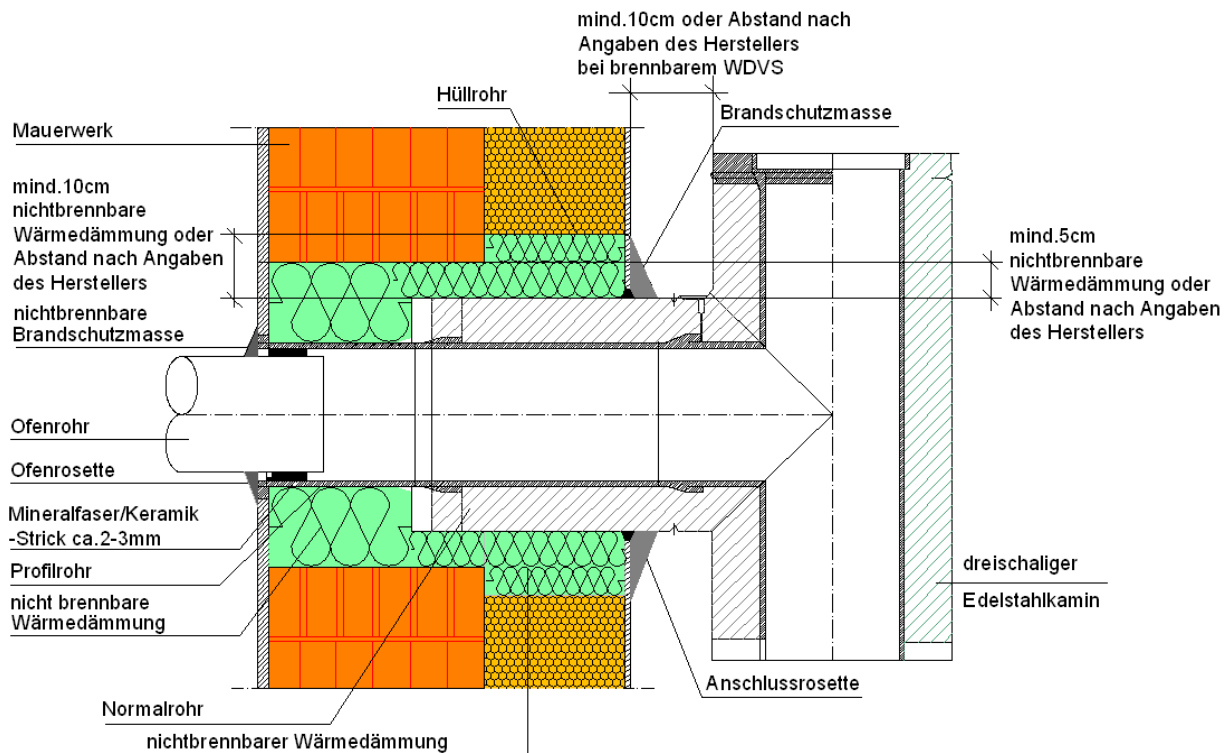 mind.10cm oder Abstand nach
Angaben des Herstellers
bei brennbarem WDVS
Hüllrohr
Brandschutzmasse
Mauerwerk
mind.10cm
nichtbrennbare
Wärmedämmung oder
Abstand nach Angaben
des Herstellers
nichtbrennbare
Brandschutzmasse
mind.5cm
nichtbrennbare
Wärmedämmung oder
Abstand nach Angaben
des Herstellers
Ofenrohr
Ofenrosette
Mineralfaser/Keramik
-Strick ca.2-3mm
Profilrohr
nicht brennbare
Wärmedämmung
dreischaliger
Edelstahlkamin
Anschlussrosette
Normalrohr
nichtbrennbarer Wärmedämmung